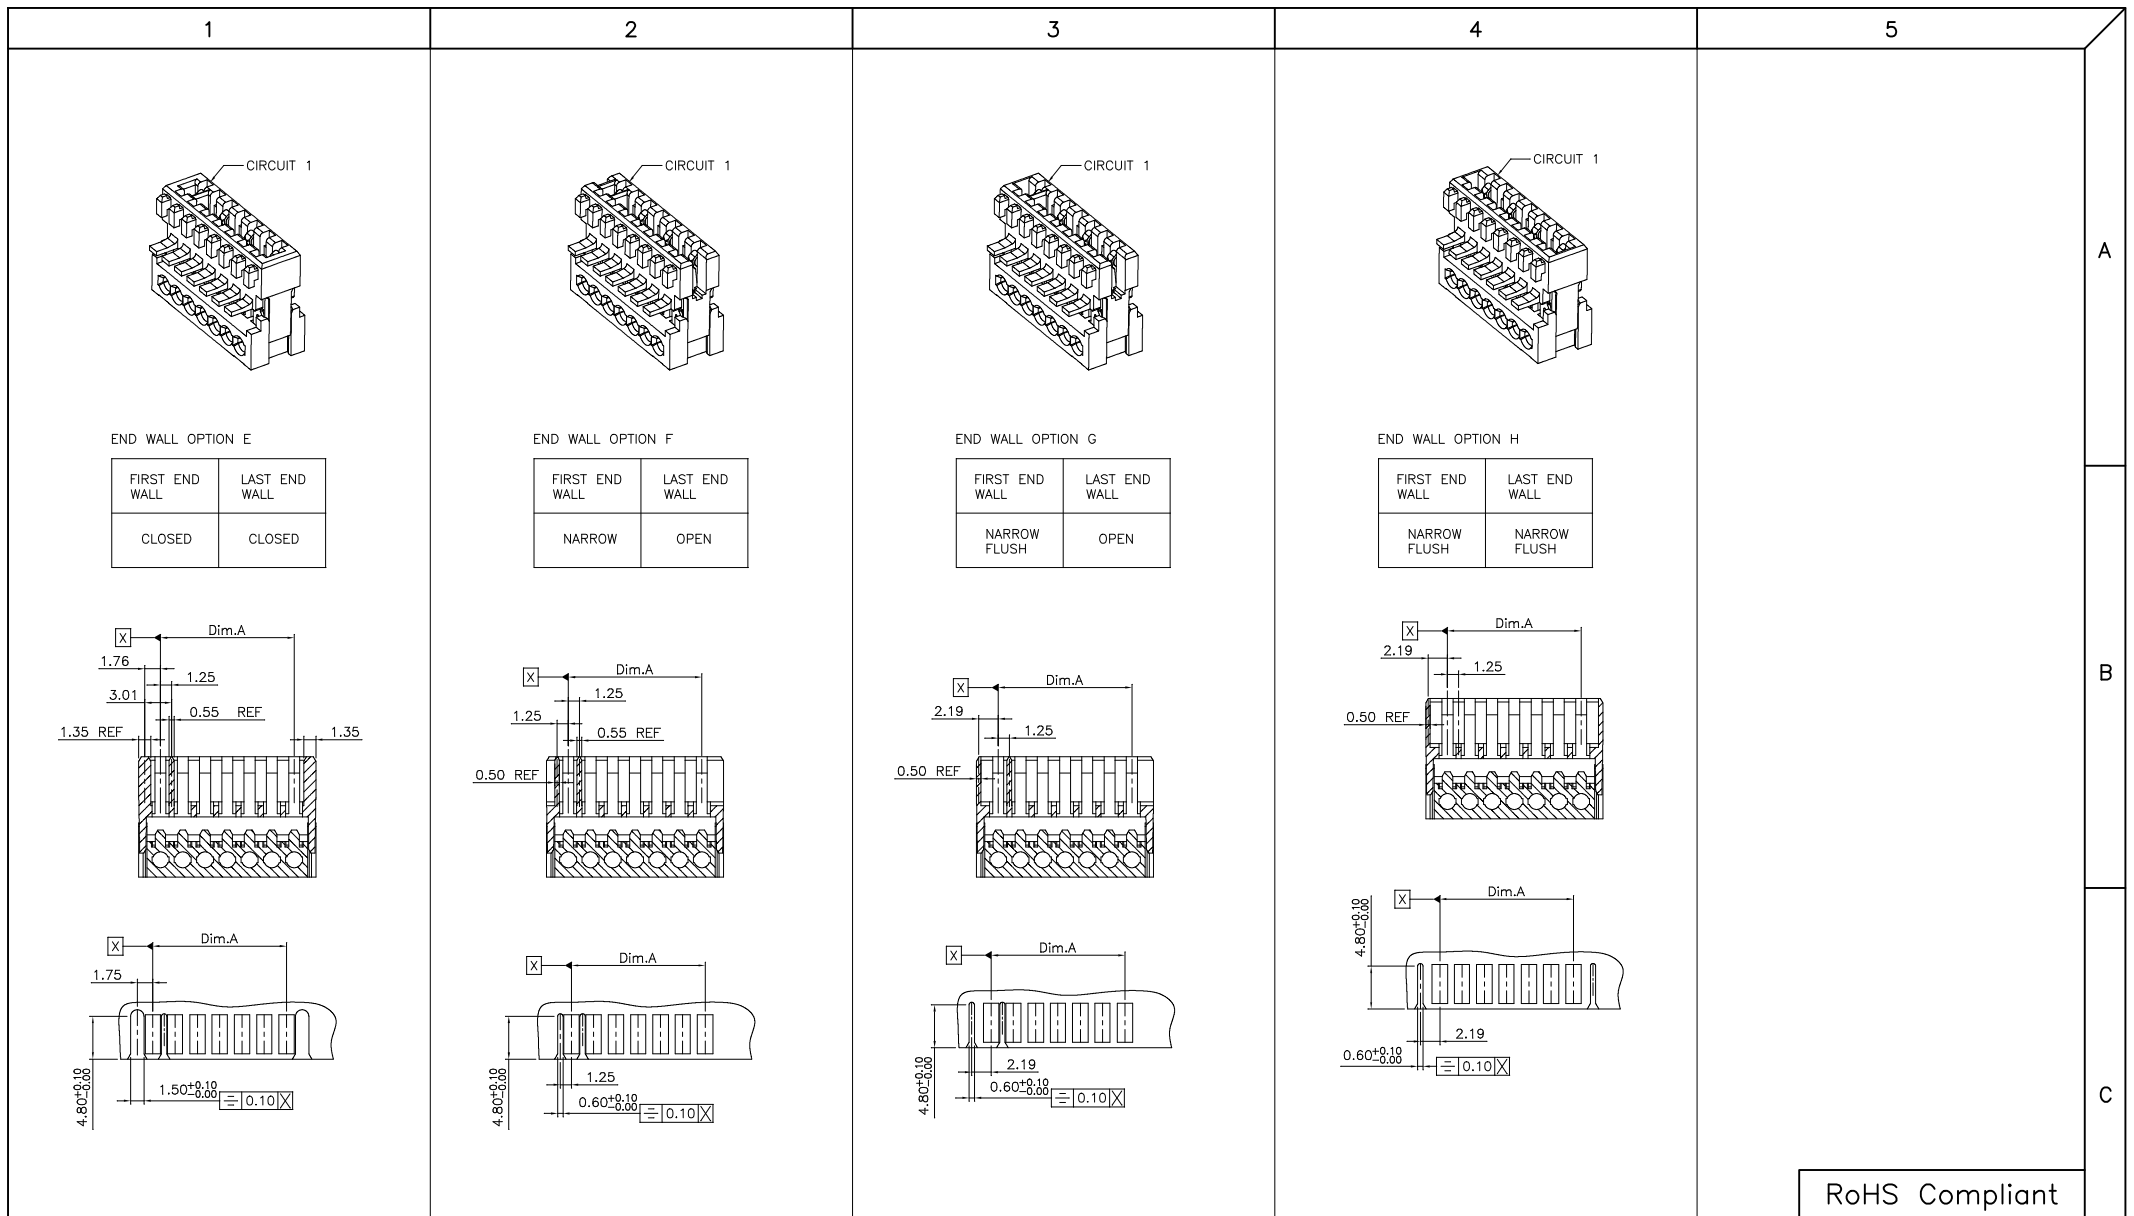 1
2
3
4
5
A
B
C
CIRCUIT 1
END WALL OPTION E
FIRST END WALL
LAST END WALL
CLOSED
CLOSED
Dim.A
X
1.76
1.25
3.01
0.55 REF
1.35 REF
1.35
X
Dim.A
1.75
4.80+0.10-0.00
1.50+0.10-0.00
0.10 X
CIRCUIT 1
END WALL OPTION F
FIRST END WALL
LAST END WALL
NARROW
OPEN
X
Dim.A
1.25
1.25
0.55 REF
0.50 REF
X
Dim.A
4.80+0.10-0.00
1.25
0.60+0.10-0.00
0.10 X
CIRCUIT 1
END WALL OPTION G
FIRST END WALL
LAST END WALL
NARROW FLUSH
OPEN
X
Dim.A
2.19
1.25
0.50 REF
X
Dim.A
4.80+0.10-0.00
2.19
0.60+0.10-0.00
0.10 X
CIRCUIT 1
END WALL OPTION H
FIRST END WALL
LAST END WALL
NARROW FLUSH
NARROW FLUSH
X
Dim.A
2.19
1.25
0.50 REF
X
Dim.A
4.80+0.10-0.00
2.19
0.60+0.10-0.00
0.10 X
RoHS Compliant